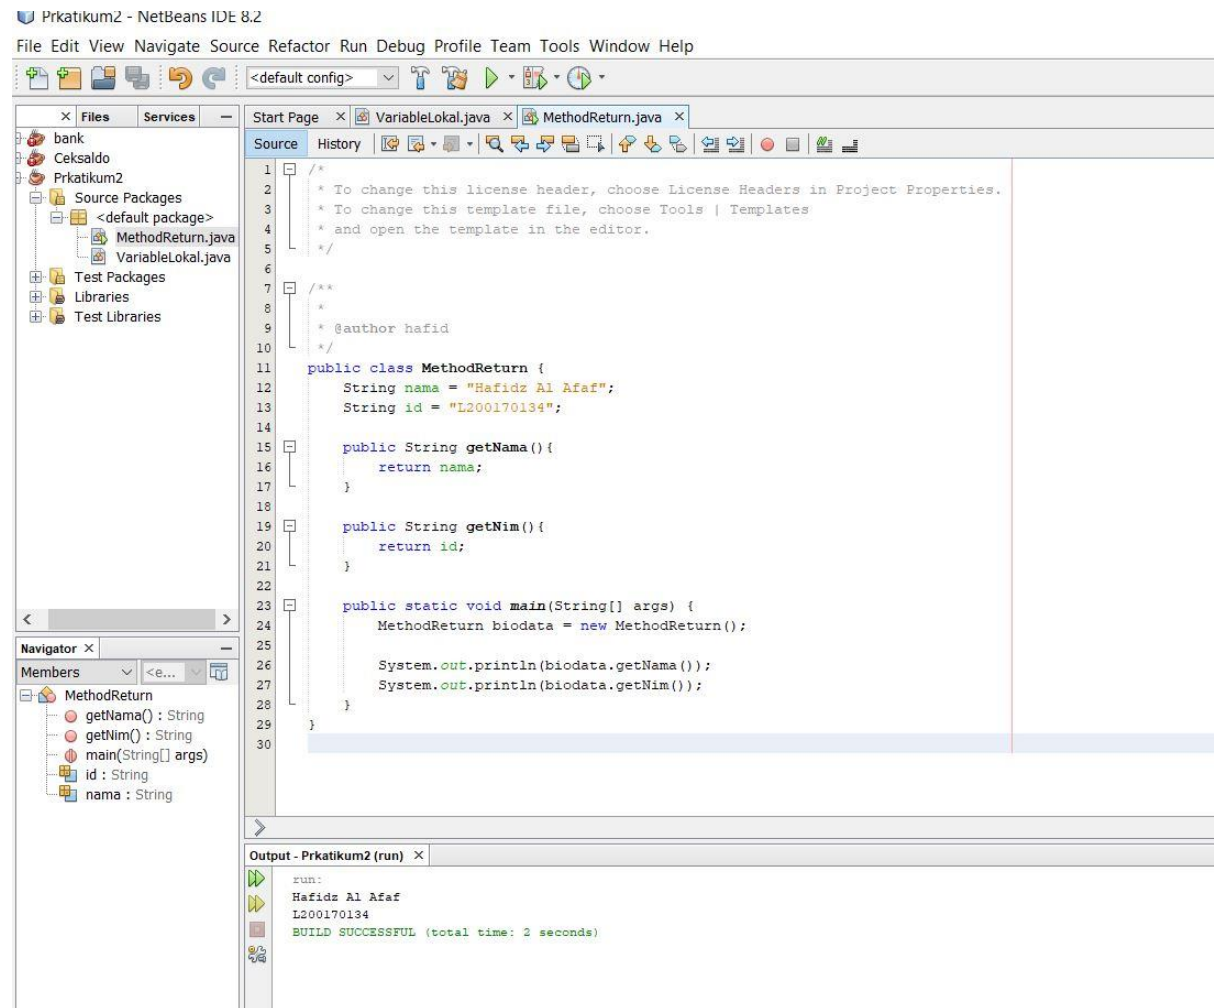 Prkatikum2 - NetBeans IDE 8.2
File Edit View Navigate Source Refactor Run Debug Profile Team Tools Window Help
<default config>
Files Services
bank
Ceksaldo
Prkatikum2
Source Packages
<default package>
MethodReturn.java
VariableLokal.java
Test Packages
Libraries
Test Libraries
Navigator
Members <e...
MethodReturn
getNama() : String
getNim() : String
main(String[] args)
id : String
nama : String
Start Page VariableLokal.java MethodReturn.java
Source History
1 /*
2 * To change this license header, choose License Headers in Project Properties.
3 * To change this template file, choose Tools | Templates
4 * and open the template in the editor.
5 */
6
7 /**
8 *
9 * @author hafid
10 */
11 public class MethodReturn {
12 String nama = "Hafidz Al Afaf";
13 String id = "L200170134";
14
15 public String getNama(){
16 return nama;
17 }
18
19 public String getNim(){
20 return id;
21 }
22
23 public static void main(String[] args) {
24 MethodReturn biodata = new MethodReturn();
25
26 System.out.println(biodata.getNama());
27 System.out.println(biodata.getNim());
28 }
29 }
30
Output - Prkatikum2 (run)
run:
Hafidz Al Afaf
L200170134
BUILD SUCCESSFUL (total time: 2 seconds)